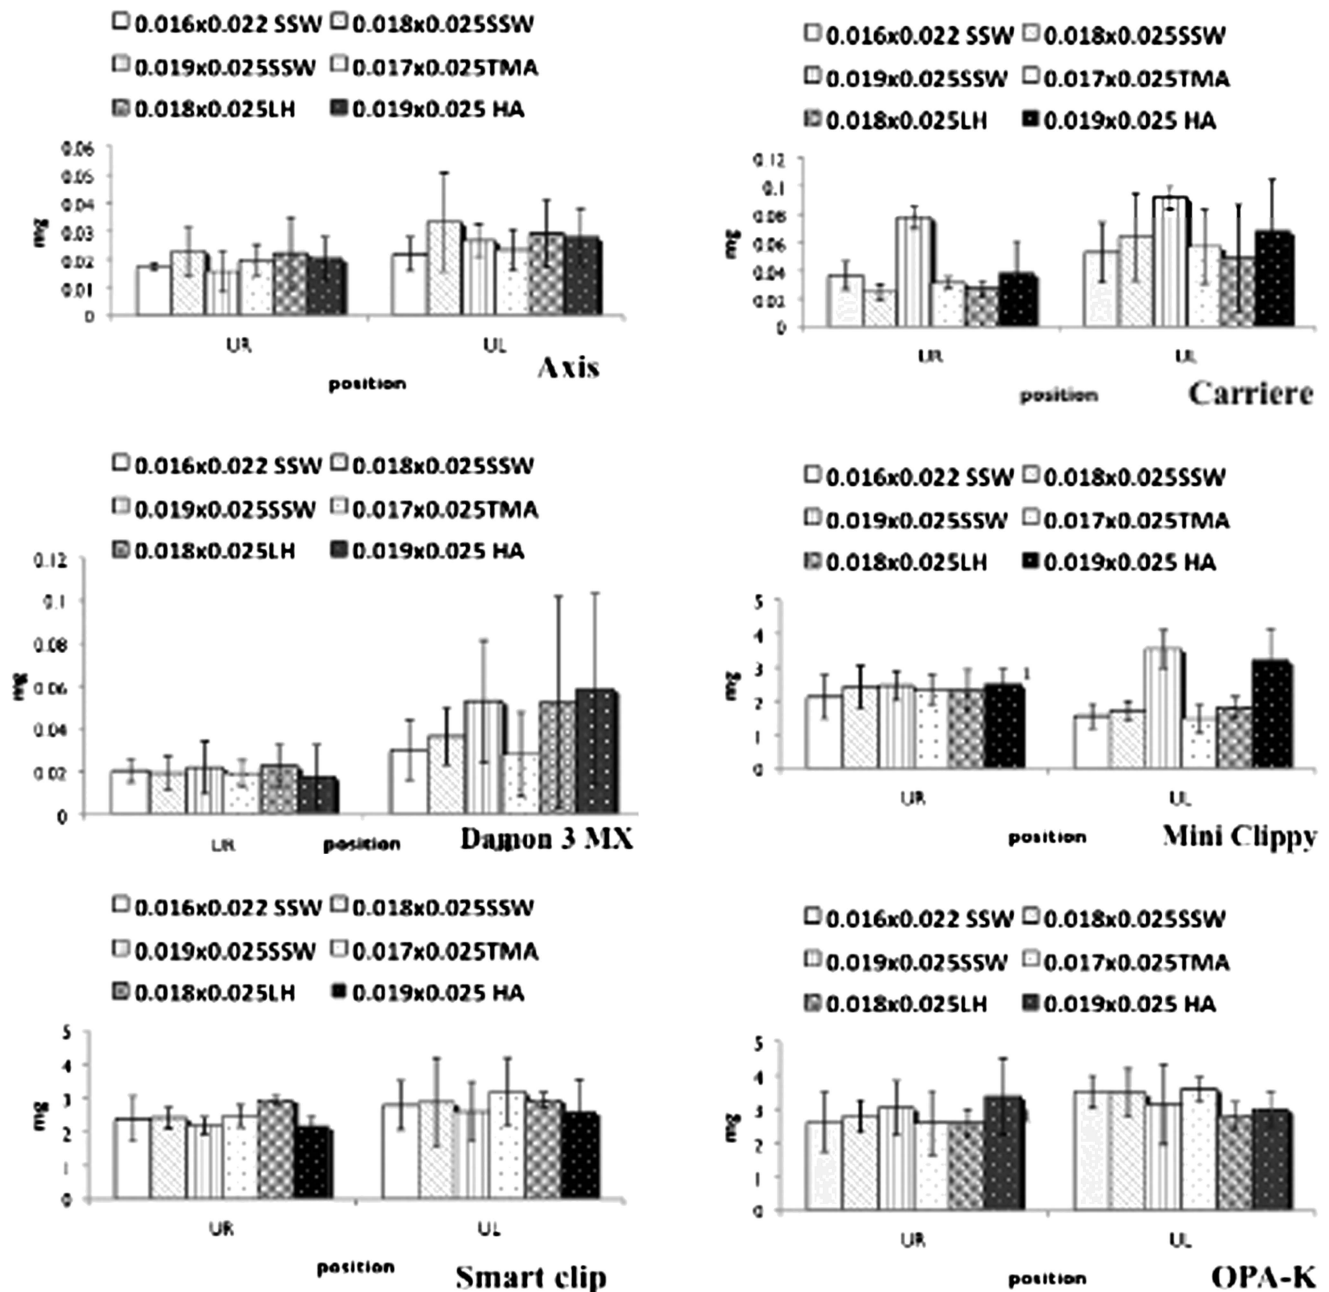 0.016x0.022 SSW 0.018x0.025SSW
0.019x0.025SSW 0.017x0.025TMA
0.018x0.025LH 0.019x0.025 HA
0.06
0.05
0.04
0.03
0.02
0.01
0
mg
UR UL
position
Axis
0.016x0.022 SSW 0.018x0.025SSW
0.019x0.025SSW 0.017x0.025TMA
0.018x0.025LH 0.019x0.025 HA
0.12
0.1
0.08
0.06
0.04
0.02
0
mg
UR UL
position
Carriere
0.016x0.022 SSW 0.018x0.025SSW
0.019x0.025SSW 0.017x0.025TMA
0.018x0.025LH 0.019x0.025 HA
0.12
0.1
0.08
0.06
0.04
0.02
0
mg
UR
position
Damon 3 MX
0.016x0.022 SSW 0.018x0.025SSW
0.019x0.025SSW 0.017x0.025TMA
0.018x0.025LH 0.019x0.025 HA
5
4
3
2
1
0
mg
UR UL
position
Mini Clippy
0.016x0.022 SSW 0.018x0.025SSW
0.019x0.025SSW 0.017x0.025TMA
0.018x0.025LH 0.019x0.025 HA
5
4
3
2
1
0
mg
UR UL
position
Smart clip
0.016x0.022 SSW 0.018x0.025SSW
0.019x0.025SSW 0.017x0.025TMA
0.018x0.025LH 0.019x0.025 HA
5
4
3
2
1
0
mg
UR UL
position
OPA-K